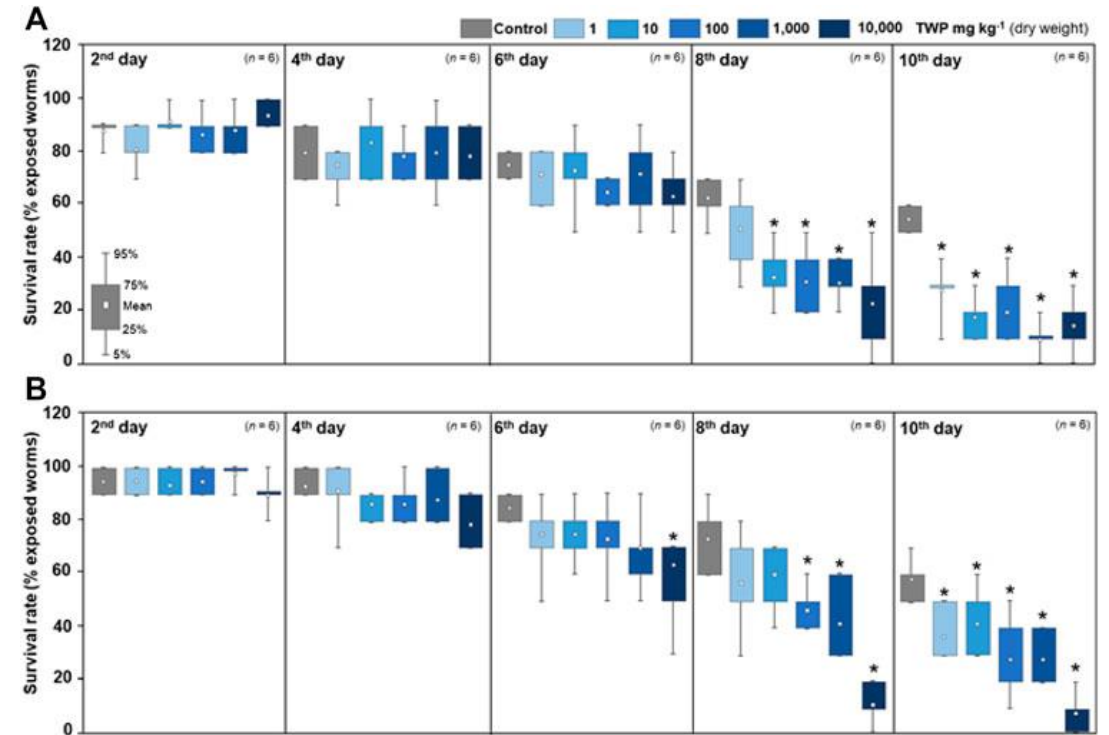 A
Control 1 10 100 1,000 10,000 TWP mg kg⁻¹ (dry weight)
Survival rate (% exposed worms)
120
100
80
60
40
20
0
2nd day (n = 6)
4th day (n = 6)
6th day (n = 6)
8th day (n = 6)
10th day (n = 6)
95%
75%
Mean
25%
5%
* * * *
* * * * *
B
Survival rate (% exposed worms)
120
100
80
60
40
20
0
2nd day (n = 6)
4th day (n = 6)
6th day (n = 6)
8th day (n = 6)
10th day (n = 6)
*
* * *
* * * * *